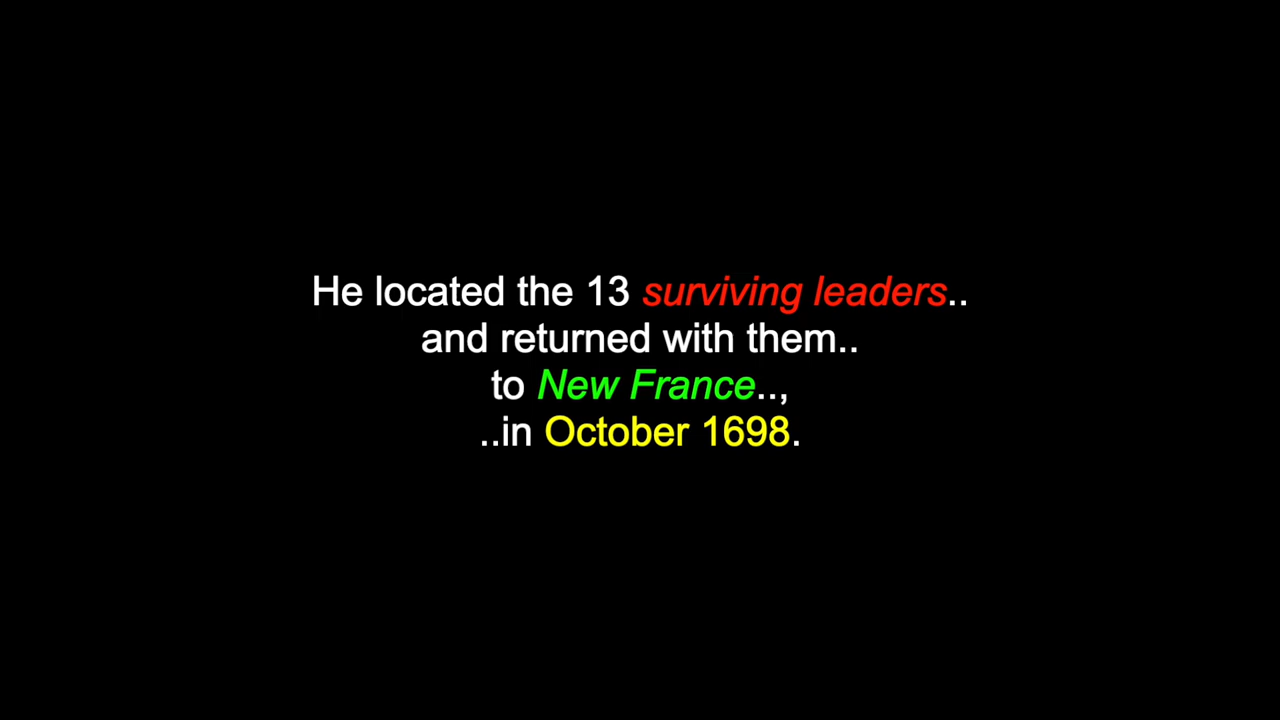 He located the 13 surviving leaders..
and returned with them..
to New France..,
..in October 1698.